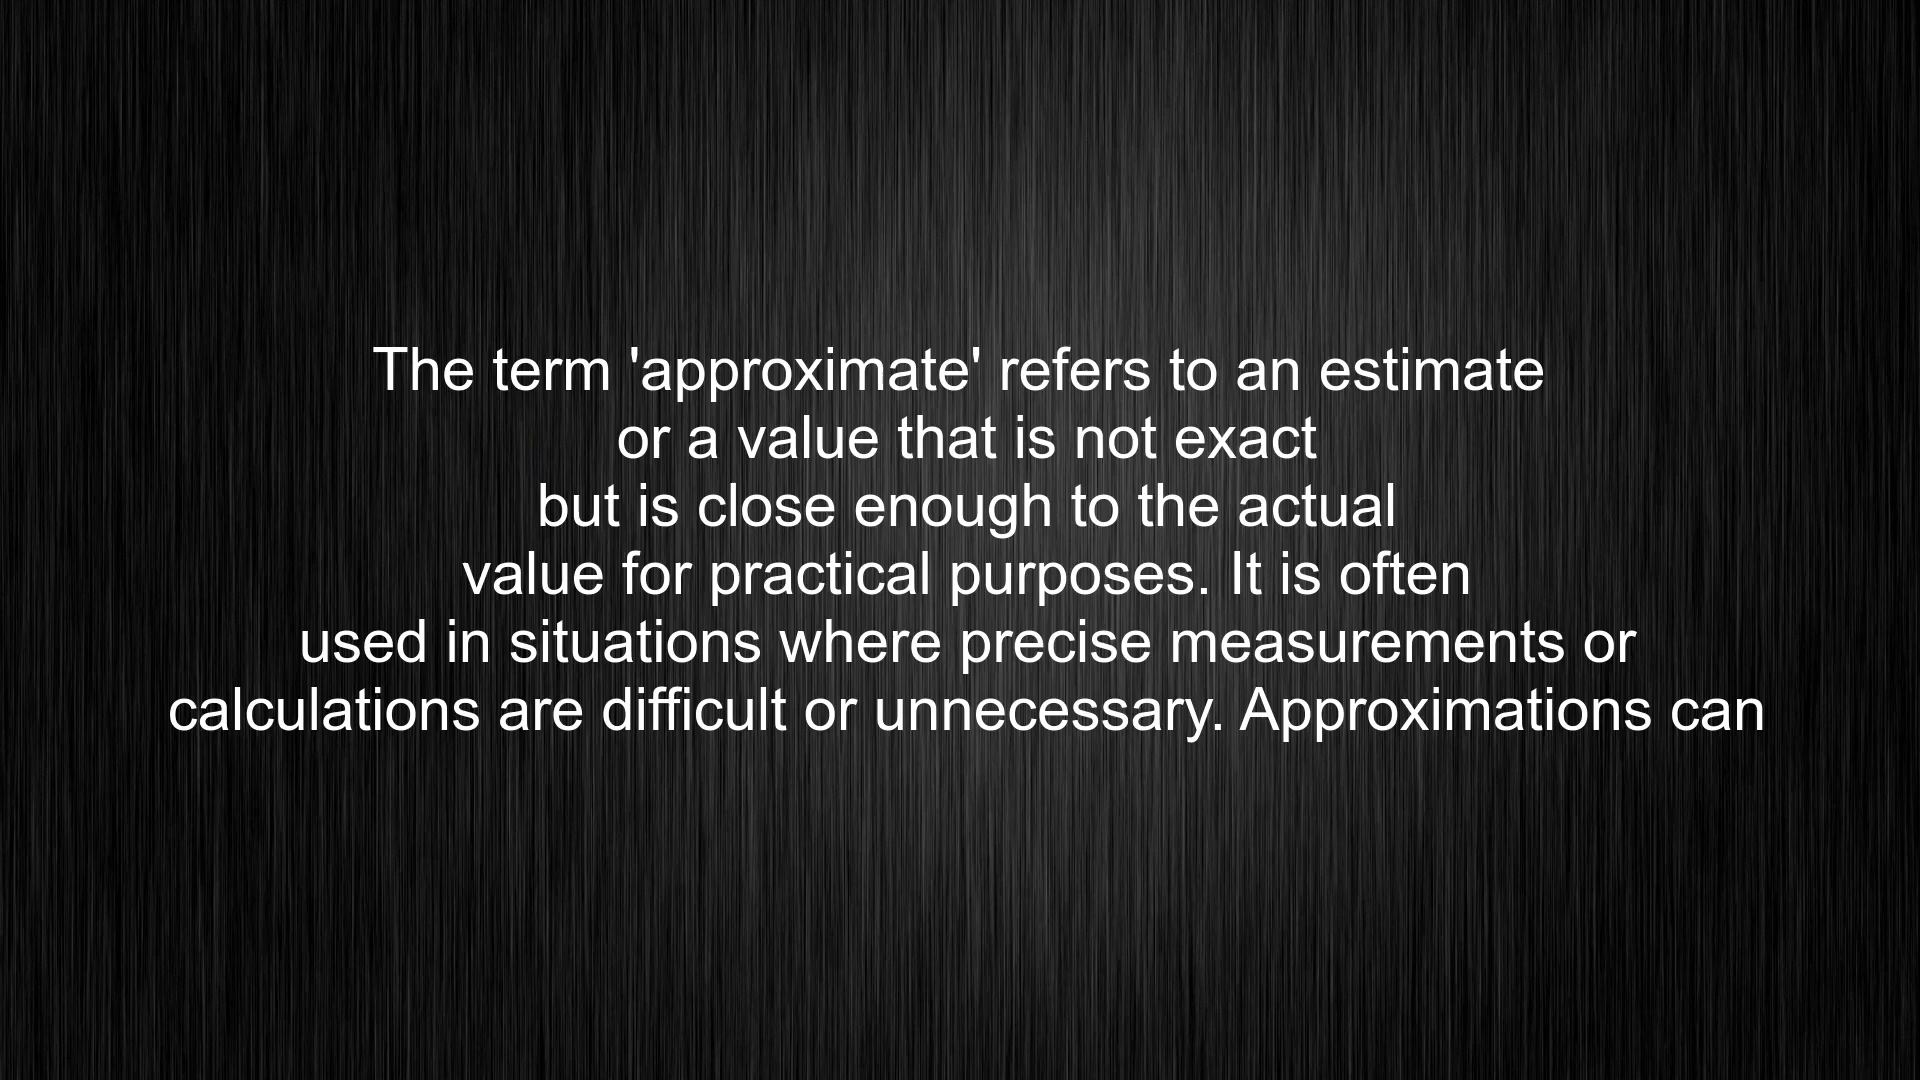 The term 'approximate' refers to an estimate
or a value that is not exact
but is close enough to the actual
value for practical purposes. It is often
used in situations where precise measurements or
calculations are difficult or unnecessary. Approximations can